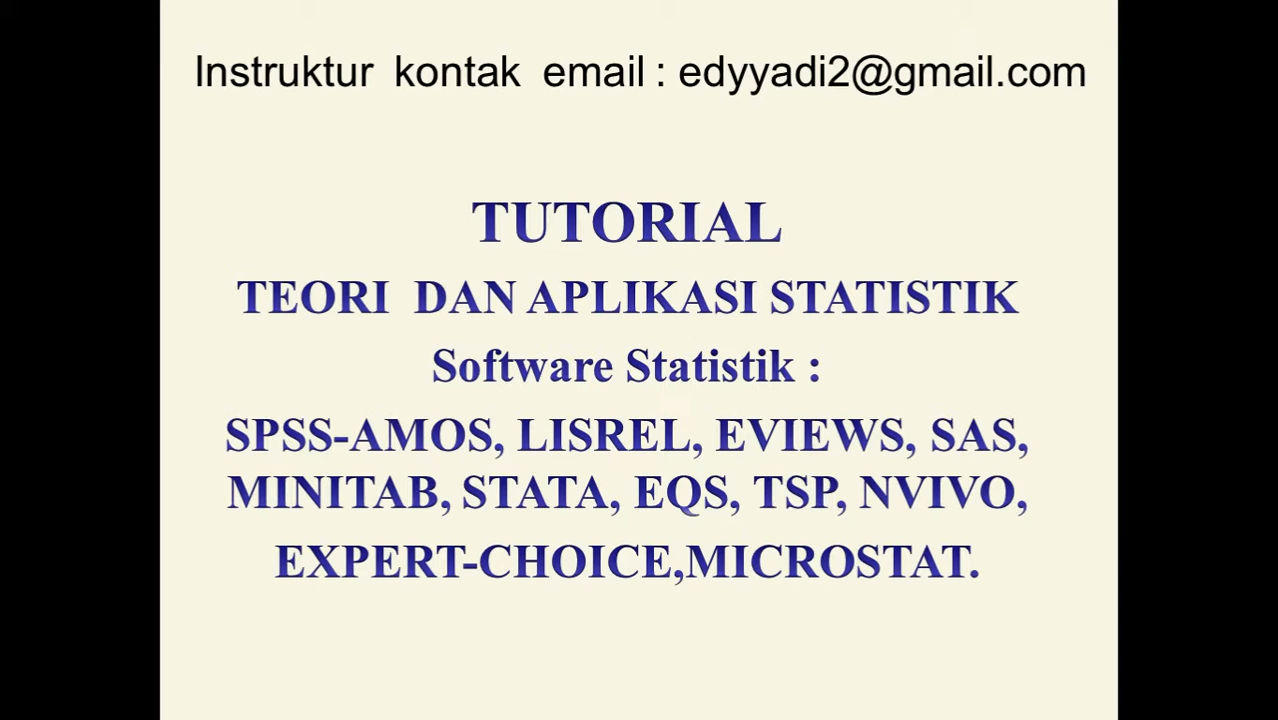 Instruktur kontak email : edyyadi2@gmail.com
TUTORIAL
TEORI DAN APLIKASI STATISTIK
Software Statistik :
SPSS-AMOS, LISREL, EVIEWS, SAS,
MINITAB, STATA, EQS, TSP, NVIVO,
EXPERT-CHOICE,MICROSTAT.